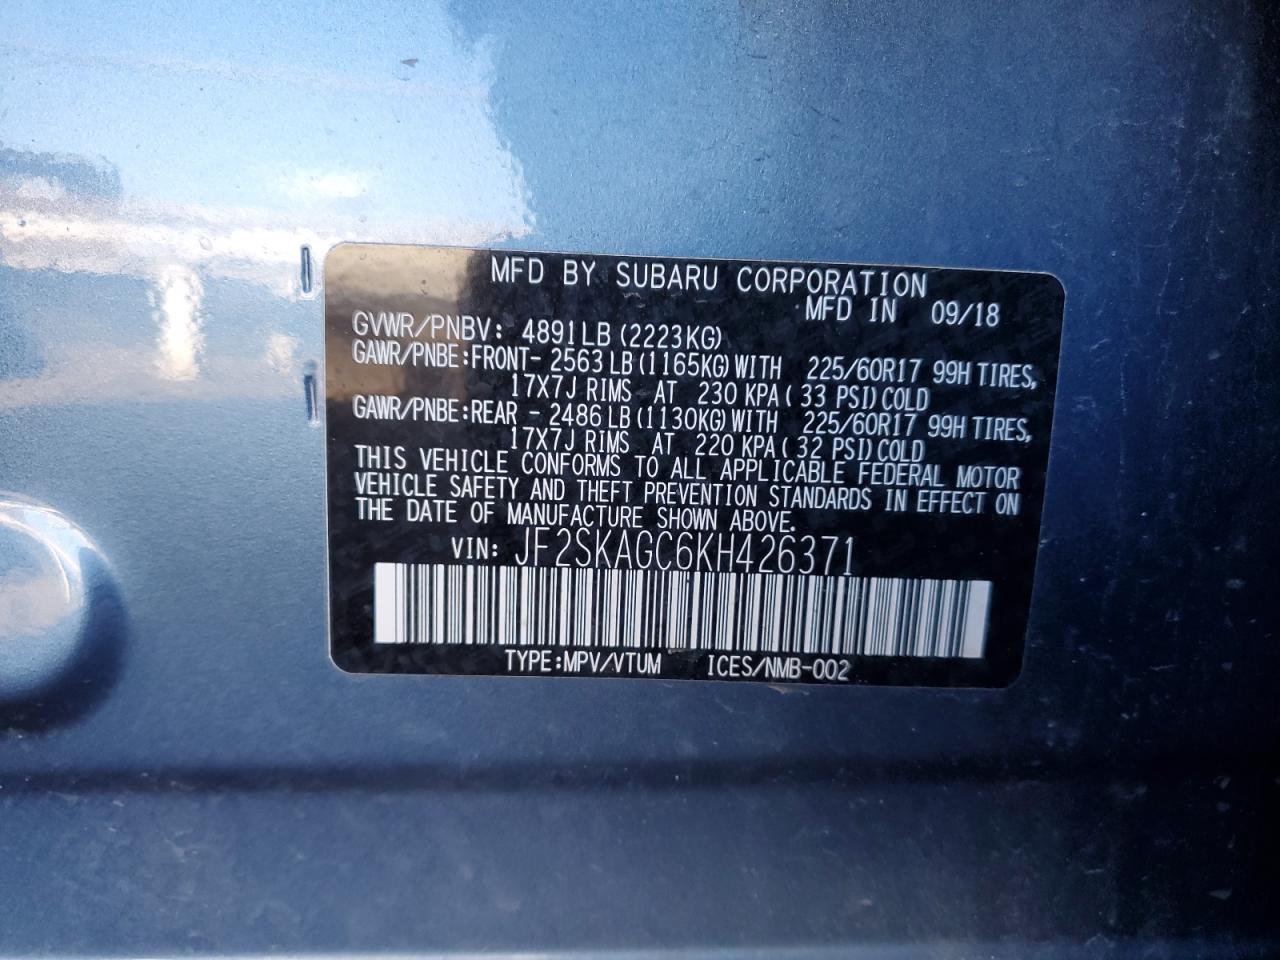 MFD BY SUBARU CORPORATION
MFD IN 09/18
GVWR/PNBV: 4891LB (2223KG)
GAWR/PNBE:FRONT- 2563LB (1165KG) WITH 225/60R17 99H TIRES,
17X7J RIMS AT 230 KPA( 33 PSI) COLD
GAWR/PNBE:REAR - 2486LB (1130KG) WITH 225/60R17 99H TIRES,
17X7J RIMS AT 220 KPA( 32 PSI) COLD
THIS VEHICLE CONFORMS TO ALL APPLICABLE FEDERAL MOTOR
VEHICLE SAFETY AND THEFT PREVENTION STANDARDS IN EFFECT ON
THE DATE OF MANUFACTURE SHOWN ABOVE.
VIN: JF2SKAGC6KH426371
TYPE:MPV/VTUM ICES/NMB-002